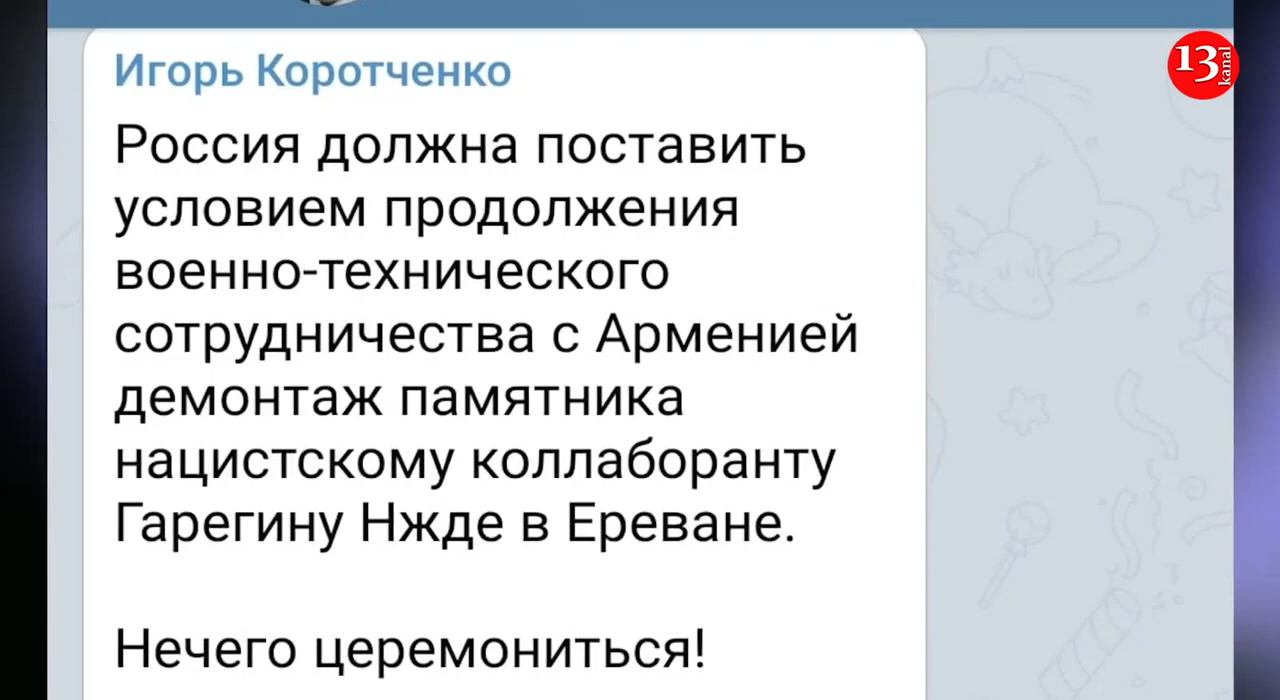 Игорь Коротченко
13
kanal
Россия должна поставить
условием продолжения
военно-технического
сотрудничества с Арменией
демонтаж памятника
нацистскому коллаборанту
Гарегину Нжде в Ереване.
Нечего церемониться!